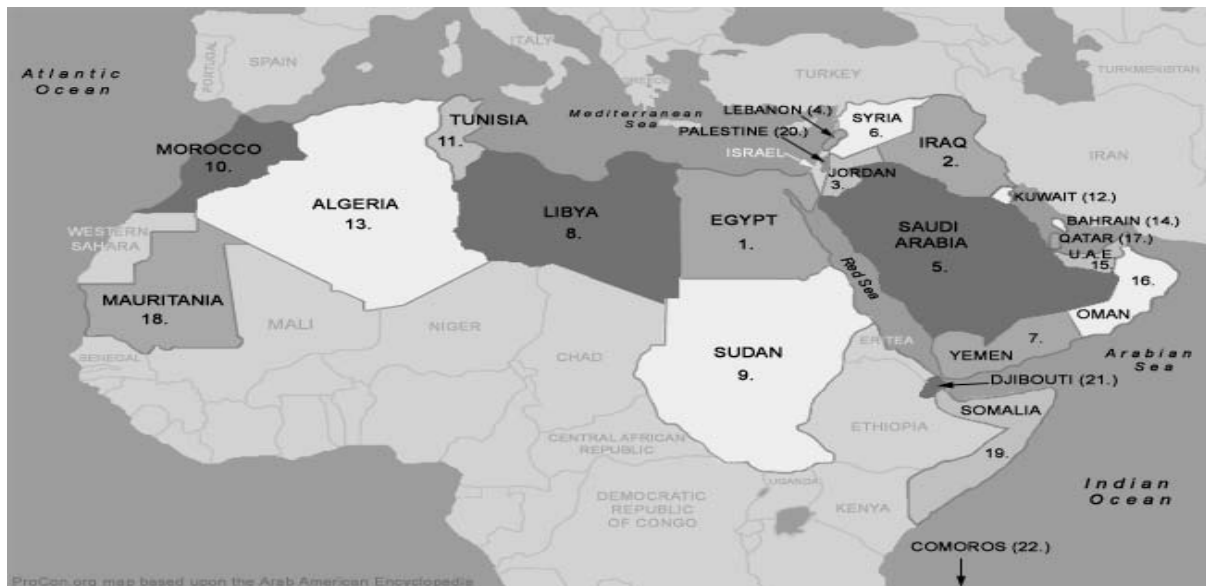 Atlantic
Ocean
PORTUGAL
SPAIN
ITALY
GREECE
TURKEY
TURKMENISTAN
Mediterranean
Sea
LEBANON (4.)
SYRIA
6.
PALESTINE (20.)
ISRAEL
JORDAN
3.
IRAQ
2.
IRAN
TUNISIA
11.
MOROCCO
10.
ALGERIA
13.
LIBYA
8.
EGYPT
1.
SAUDI
ARABIA
5.
KUWAIT (12.)
BAHRAIN (14.)
QATAR (17.)
U.A.E.
15.
16.
OMAN
WESTERN
SAHARA
MAURITANIA
18.
Red Sea
MALI
NIGER
CHAD
SUDAN
9.
ERITEA
7.
YEMEN
Arabian
Sea
SENEGAL
DJIBOUTI (21.)
SOMALIA
19.
ETHIOPIA
CENTRAL AFRICAN
REPUBLIC
UGANDA
KENYA
DEMOCRATIC
REPUBLIC
OF CONGO
Indian
Ocean
COMOROS (22.)
ProCon.org map based upon the Arab American Encyclopedia